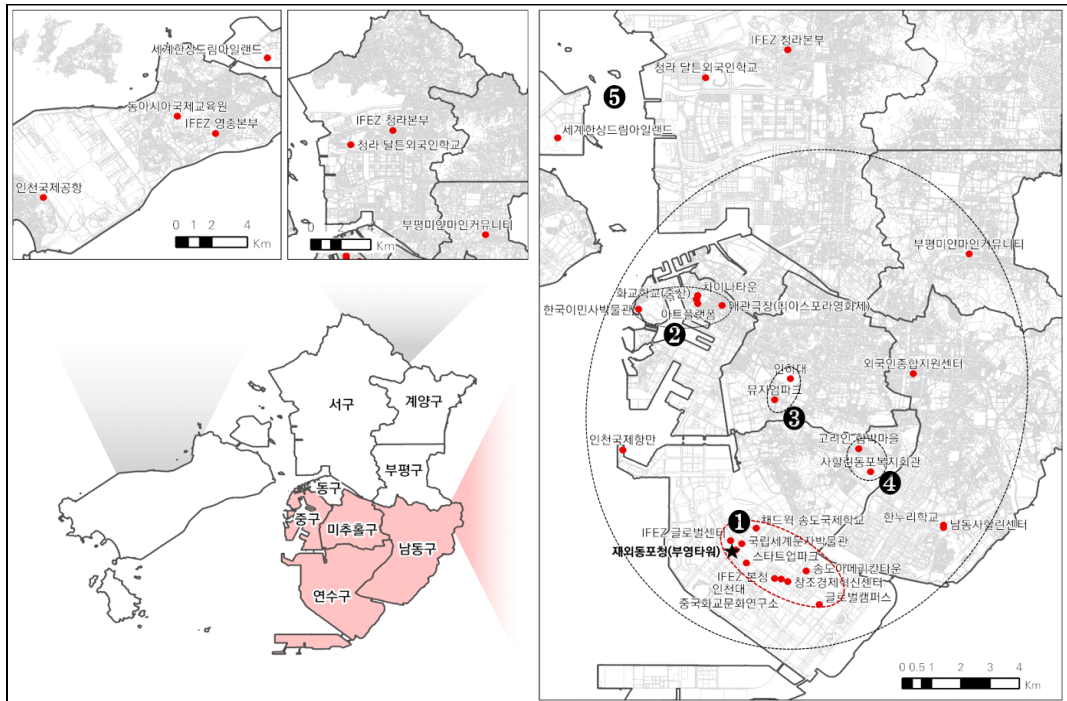 세계한상드림아일랜드
동아시아국제교육원
IFEZ 영종본부
인천국제공항
0 1 2 4
Km
IFEZ 청라본부
청라 달튼외국인학교
부평미얀마인커뮤니티
0 1 2 4
Km
서구
계양구
부평구
동구
중구
미추홀구
남동구
연수구
IFEZ 청라본부
청라 달튼외국인학교
5
세계한상드림아일랜드
부평미얀마인커뮤니티
차이나타운
화교학교(중산)
한국이민사박물관
애관극장(디아스포라영화제)
아트플랫폼
2
외국인종합지원센터
인하대
뮤지엄파크
3
인천국제항만
고려인 함박마을
사할린동포복지회관
4
한누리학교
남동사할린센터
1
채드윅 송도국제학교
IFEZ 글로벌센터
국립세계문자박물관
재외동포청(부영타워)
스타트업파크
송도아메리칸타운
IFEZ 본청
창조경제혁신센터
인천대
글로벌캠퍼스
중국화교문화연구소
0 0.5 1 2 3 4
Km